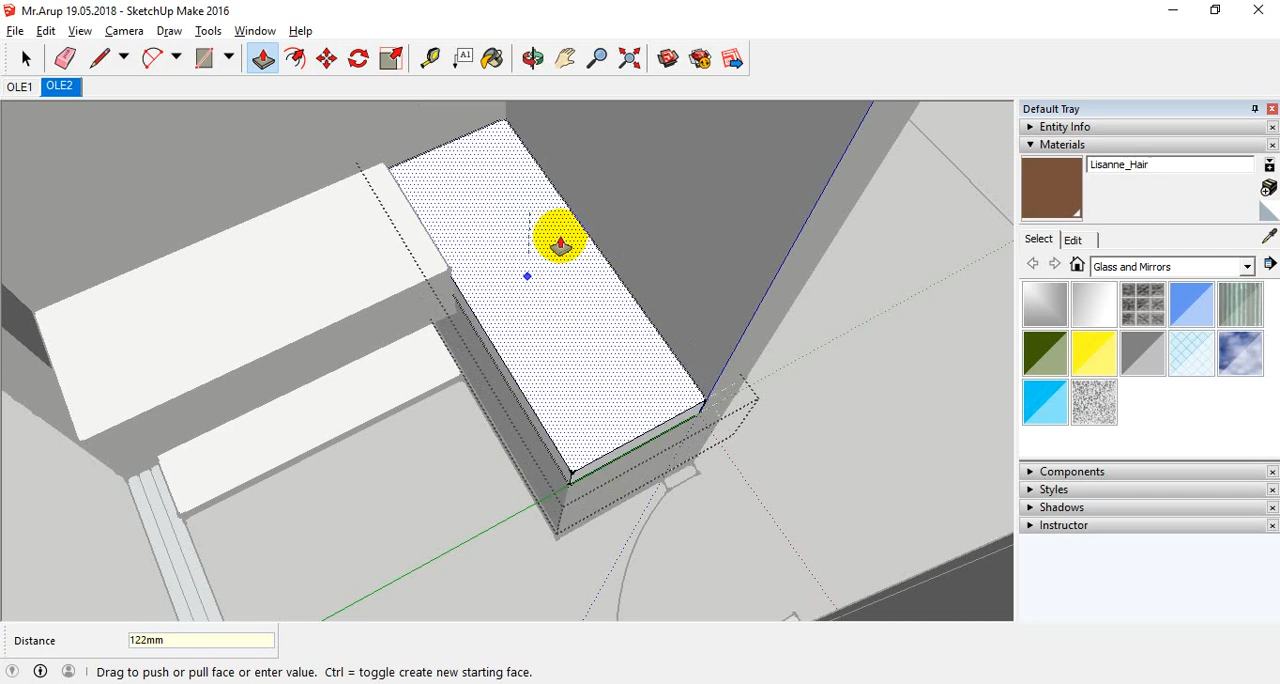 Mr.Arup 19.05.2018 - SketchUp Make 2016
File Edit View Camera Draw Tools Window Help
A1
OLE1 OLE2
Default Tray
Entity Info
Materials
Lisanne_Hair
Select Edit
Glass and Mirrors
Components
Styles
Shadows
Instructor
Distance 122mm
Drag to push or pull face or enter value. Ctrl = toggle create new starting face.